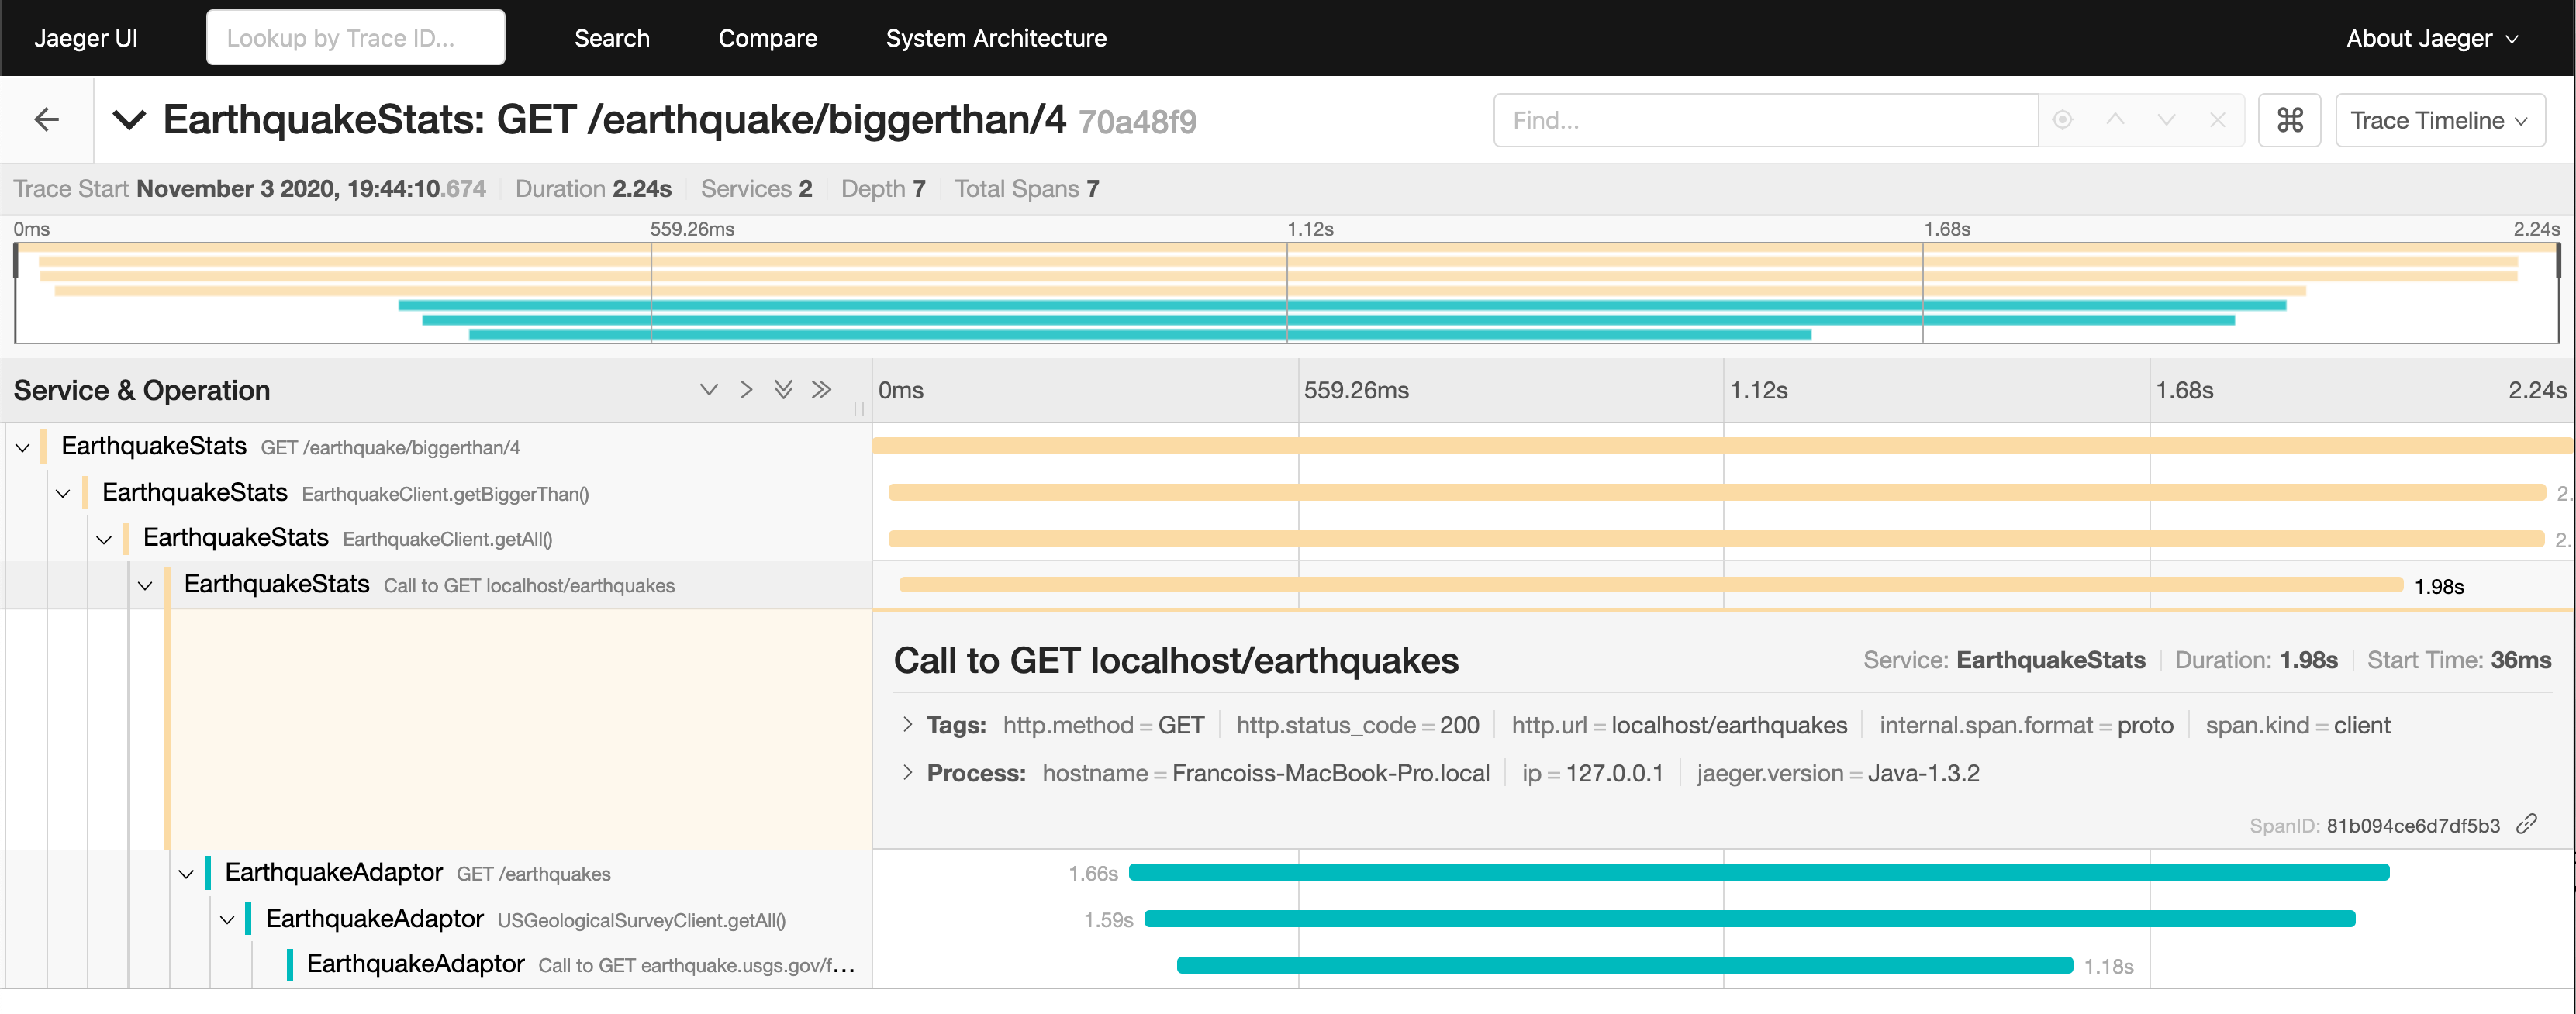 Jaeger UI Lookup by Trace ID... Search Compare System Architecture About Jaeger
EarthquakeStats: GET /earthquake/biggerthan/4 70a48f9 Find... ⌘ Trace Timeline
Trace Start November 3 2020, 19:44:10.674 Duration 2.24s Services 2 Depth 7 Total Spans 7
0ms 559.26ms 1.12s 1.68s 2.24s
Service & Operation 0ms 559.26ms 1.12s 1.68s 2.24s
EarthquakeStats GET /earthquake/biggerthan/4
EarthquakeStats EarthquakeClient.getBiggerThan() 2.
EarthquakeStats EarthquakeClient.getAll() 2.
EarthquakeStats Call to GET localhost/earthquakes 1.98s
Call to GET localhost/earthquakes Service: EarthquakeStats Duration: 1.98s Start Time: 36ms
Tags: http.method = GET http.status_code = 200 http.url = localhost/earthquakes internal.span.format = proto span.kind = client
Process: hostname = Francoiss-MacBook-Pro.local ip = 127.0.0.1 jaeger.version = Java-1.3.2
SpanID: 81b094ce6d7df5b3
EarthquakeAdaptor GET /earthquakes 1.66s
EarthquakeAdaptor USGeologicalSurveyClient.getAll() 1.59s
EarthquakeAdaptor Call to GET earthquake.usgs.gov/f... 1.18s